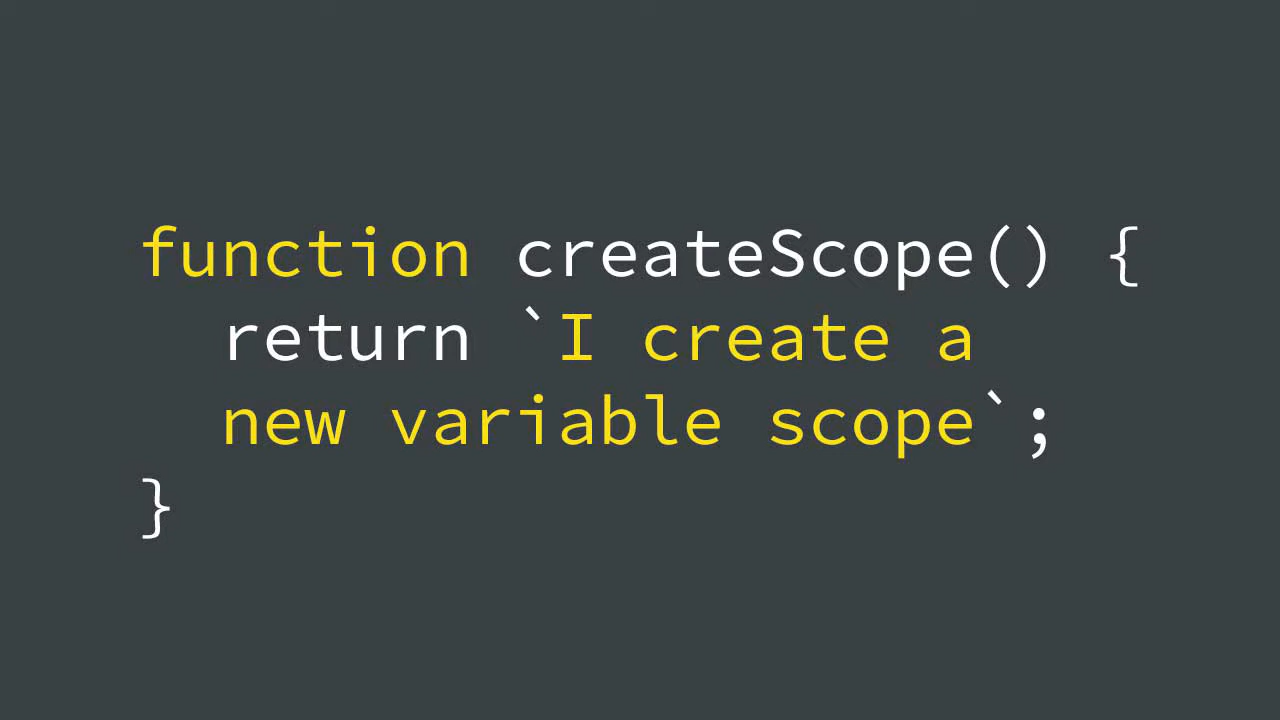 function createScope() {
  return `I create a
  new variable scope`;
}